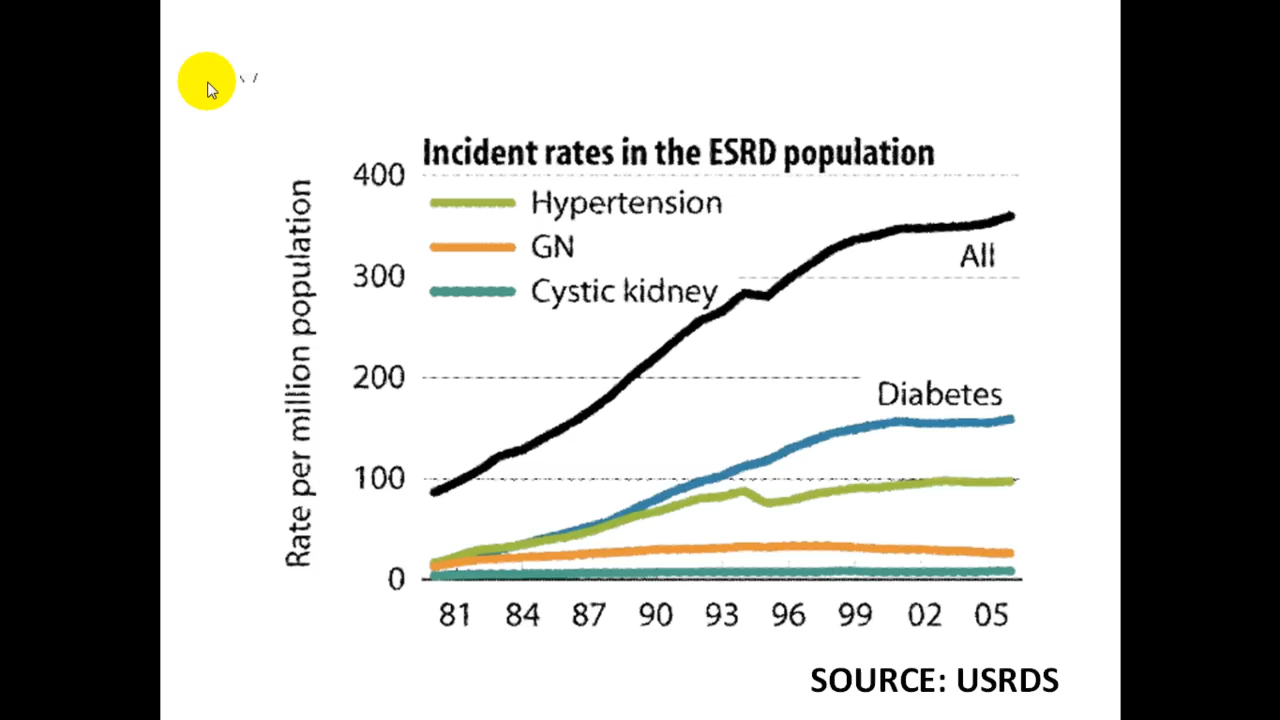 Incident rates in the ESRD population
Rate per million population
400
300
200
100
0
Hypertension
GN
Cystic kidney
All
Diabetes
81 84 87 90 93 96 99 02 05
SOURCE: USRDS